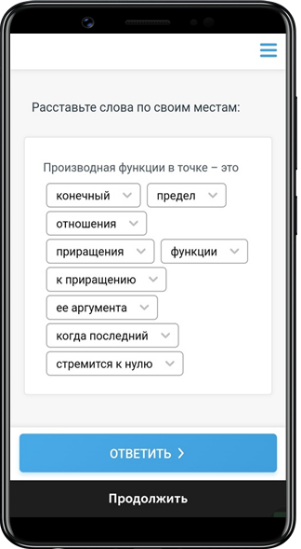 Расставьте слова по своим местам:
Производная функции в точке – это
конечный предел
отношения
приращения функции
к приращению
ее аргумента
когда последний
стремится к нулю
ОТВЕТИТЬ
Продолжить